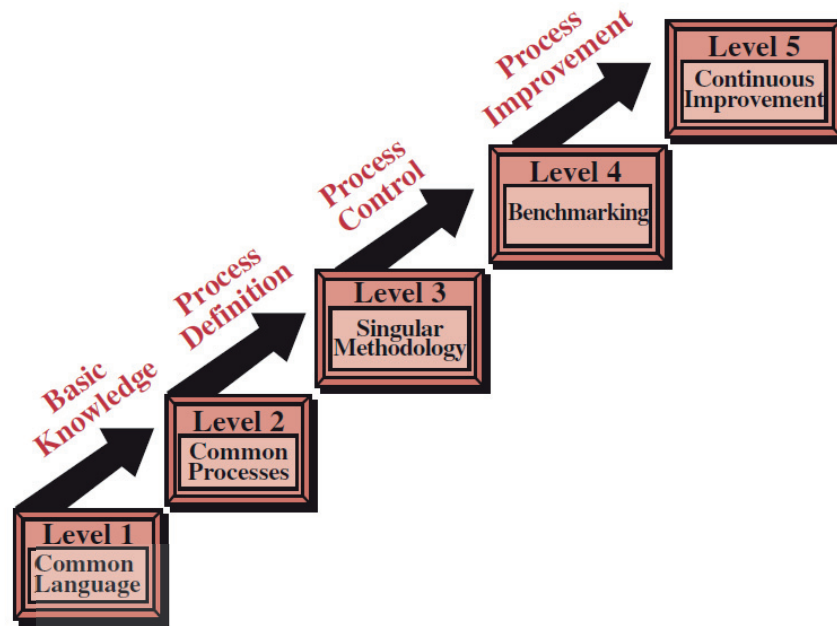 Level 5
Continuous
Improvement
Process
Improvement
Level 4
Benchmarking
Process
Control
Level 3
Singular
Methodology
Process
Definition
Level 2
Common
Processes
Basic
Knowledge
Level 1
Common
Language